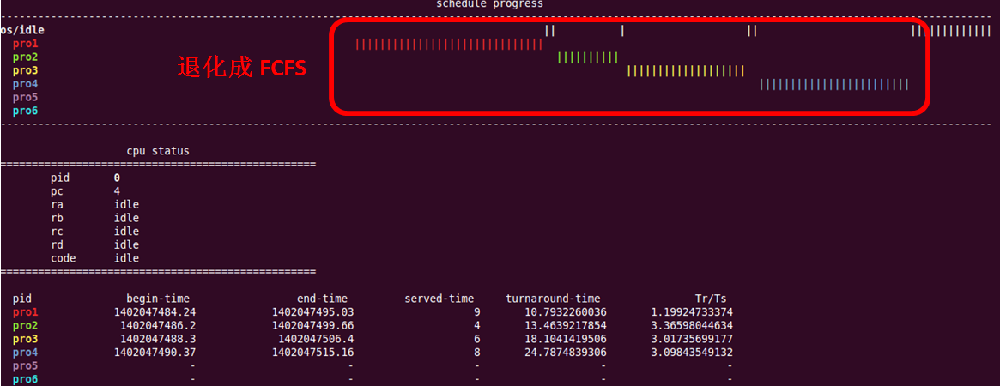 schedule progress
os/idle
pro1
pro2
pro3
pro4
pro5
pro6
退化成 FCFS
cpu status
pid 0
pc 4
ra idle
rb idle
rc idle
rd idle
code idle
pid begin-time end-time served-time turnaround-time Tr/Ts
pro1 1402047484.24 1402047495.03 9 10.7932260036 1.19924733374
pro2 1402047486.2 1402047499.66 4 13.4639217854 3.36598044634
pro3 1402047488.3 1402047506.4 6 18.1041419506 3.01735699177
pro4 1402047490.37 1402047515.16 8 24.7874839306 3.09843549132
pro5 - - - - -
pro6 - - - - -